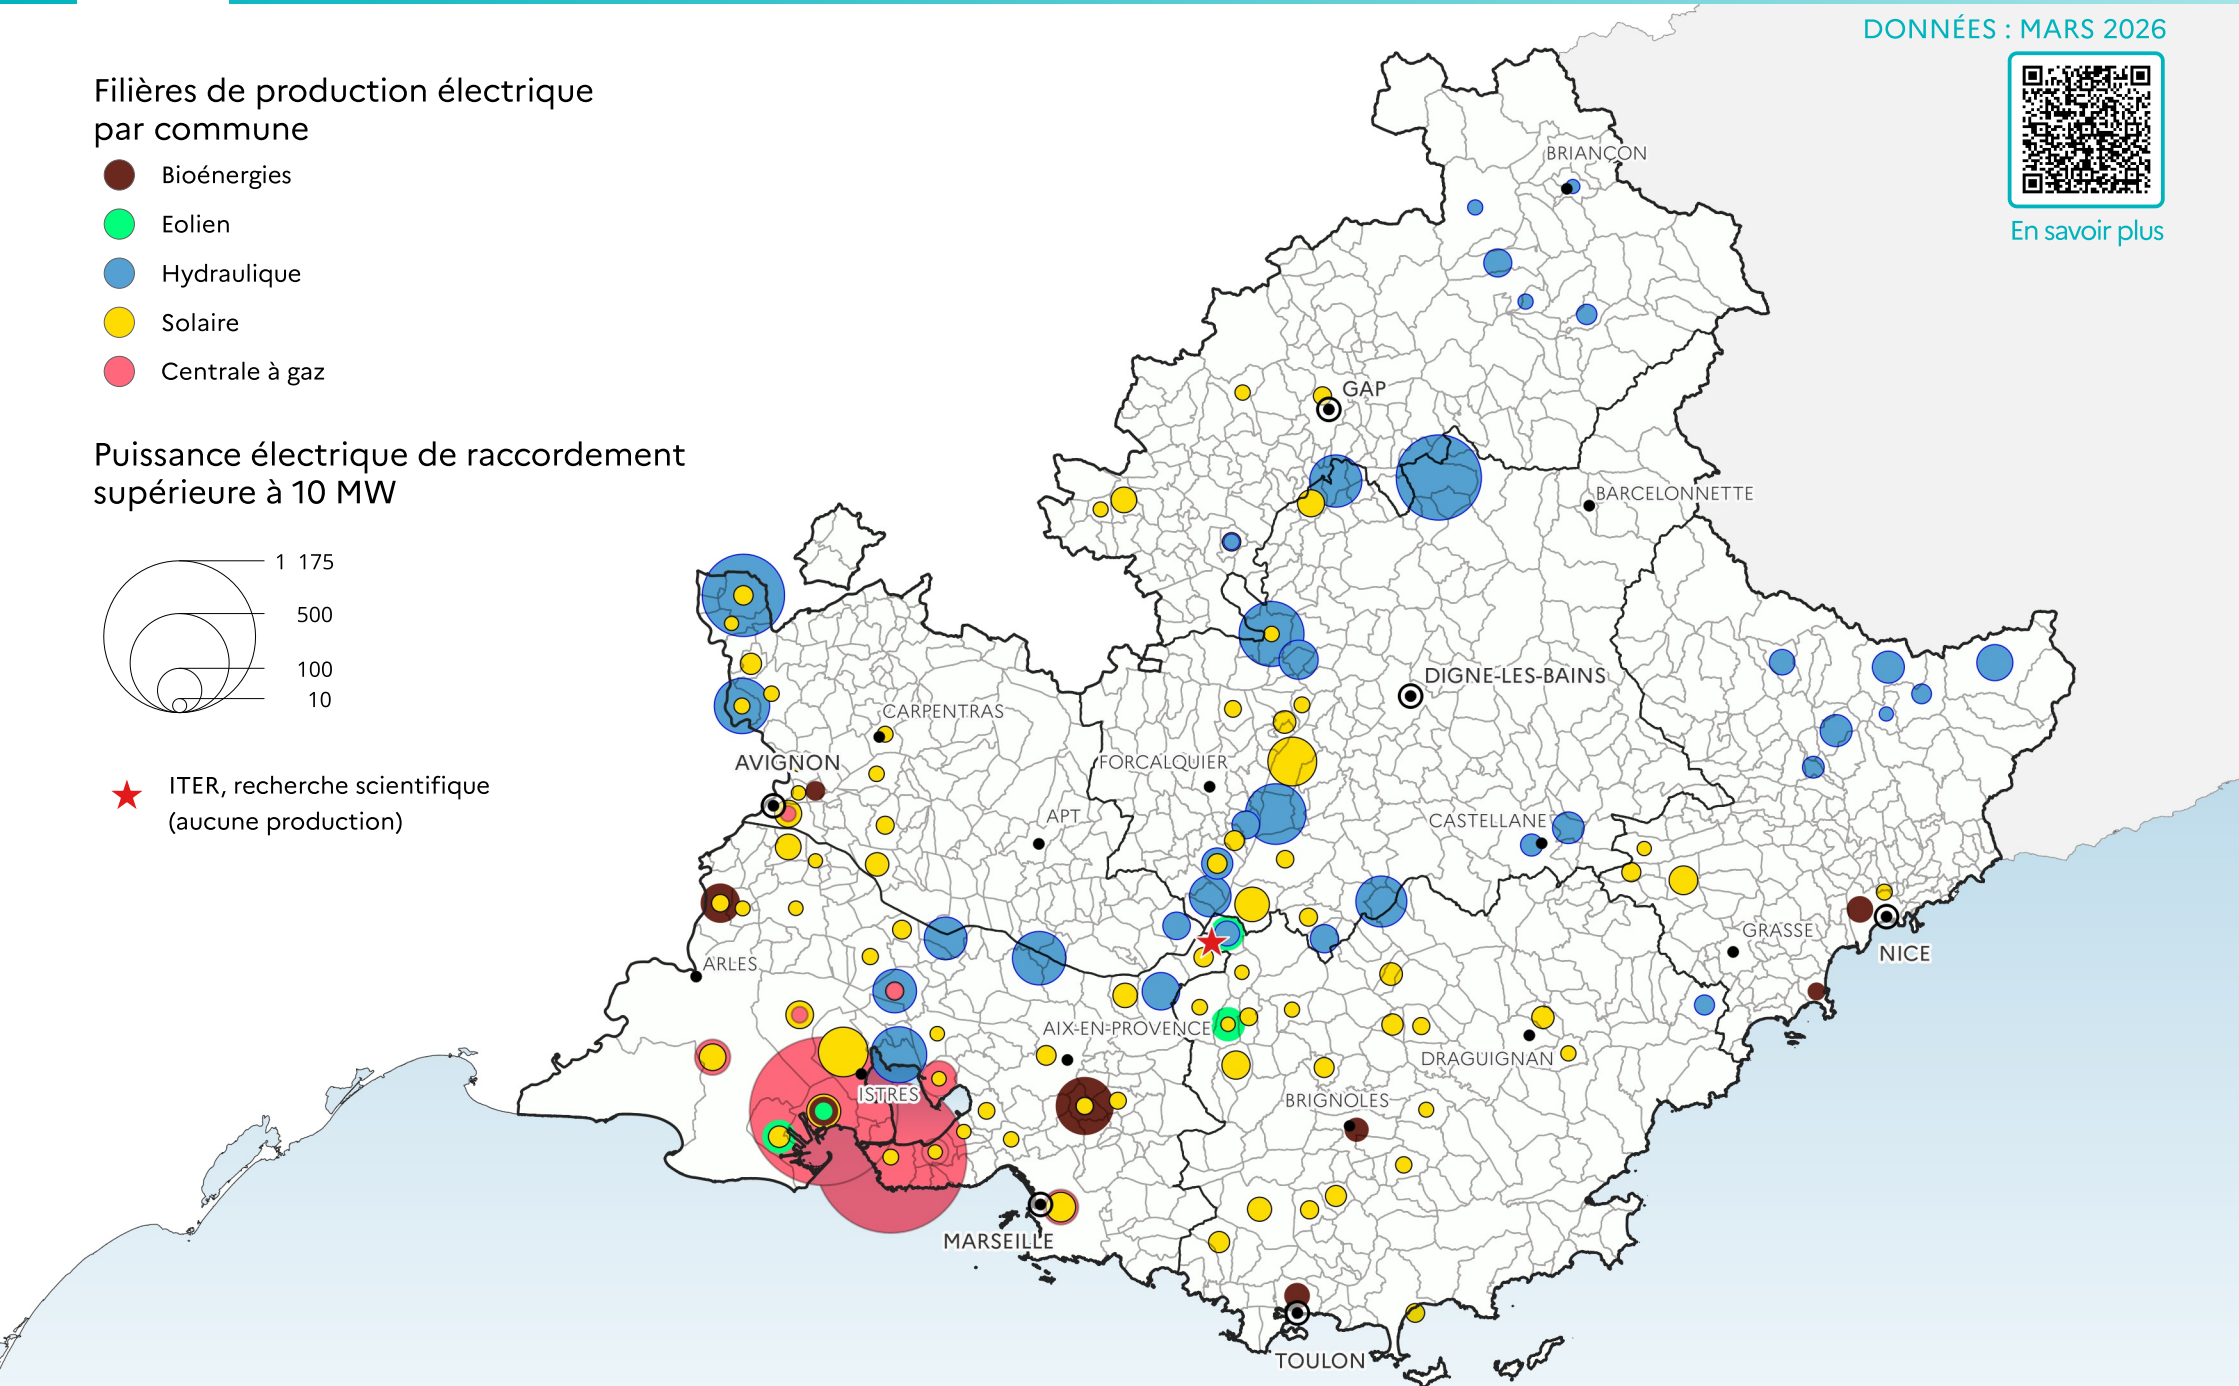 DONNÉES : MARS 2026
En savoir plus
Filières de production électrique
par commune
Bioénergies
Eolien
Hydraulique
Solaire
Centrale à gaz
Puissance électrique de raccordement
supérieure à 10 MW
1 175
500
100
10
ITER, recherche scientifique
(aucune production)
BRIANÇON
GAP
BARCELONNETTE
DIGNE-LES-BAINS
CARPENTRAS
AVIGNON
FORCALQUIER
APT
CASTELLANE
GRASSE
NICE
ARLES
AIX-EN-PROVENCE
DRAGUIGNAN
ISTRES
BRIGNOLES
MARSEILLE
TOULON